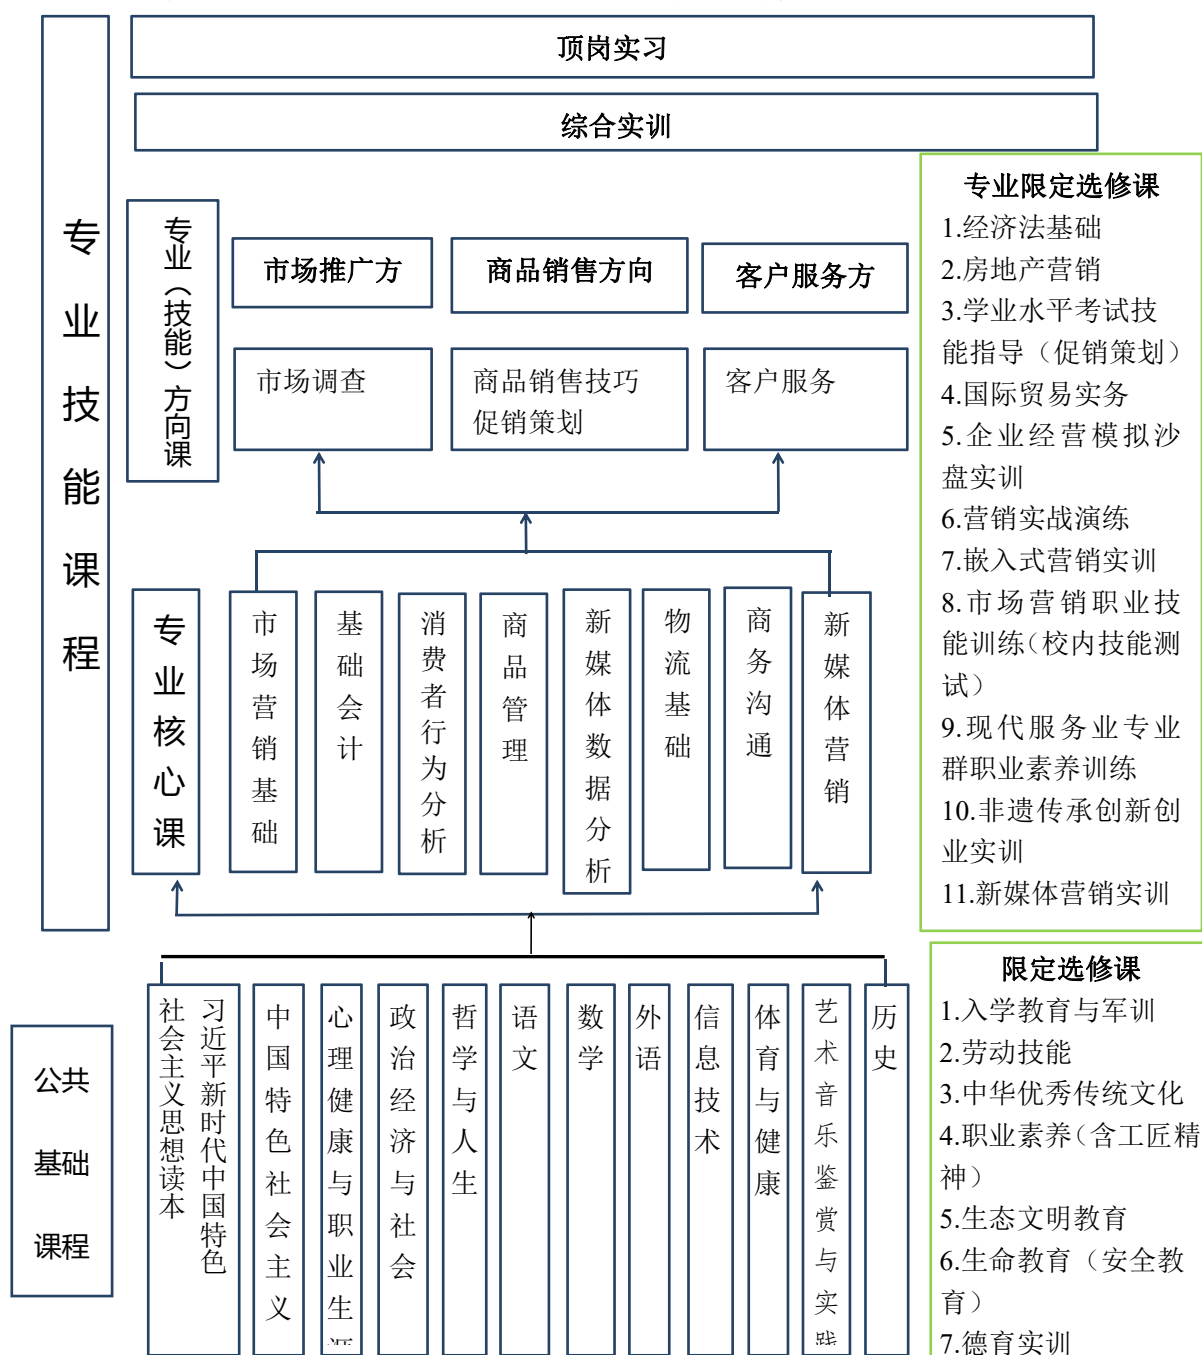 顶岗实习
综合实训
专业技能课程
专业（技能）方向课
市场推广方
商品销售方向
客户服务方
市场调查
商品销售技巧
促销策划
客户服务
专业核心课
市场营销基础
基础会计
消费者行为分析
商品管理
新媒体数据分析
物流基础
商务沟通
新媒体营销
专业限定选修课
1.经济法基础
2.房地产营销
3.学业水平考试技
能指导（促销策划）
4.国际贸易实务
5.企业经营模拟沙
盘实训
6.营销实战演练
7.嵌入式营销实训
8.市场营销职业技
能训练（校内技能测
试）
9.现代服务业专业
群职业素养训练
10.非遗传承创新创
业实训
11.新媒体营销实训
公共
基础
课程
习近平新时代中国特色
社会主义思想读本
中国特色社会主义
心理健康与职业生涯
政治经济与社会
哲学与人生
语文
数学
外语
信息技术
体育与健康
艺术音乐鉴赏与实践
历史
限定选修课
1.入学教育与军训
2.劳动技能
3.中华优秀传统文化
4.职业素养（含工匠精
神）
5.生态文明教育
6.生命教育（安全教
育）
7.德育实训